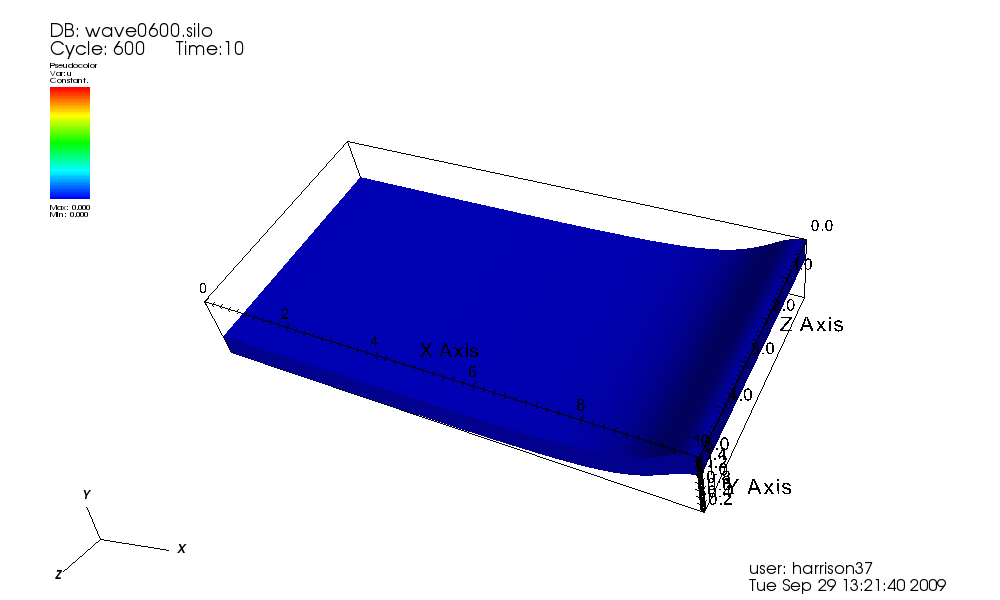 DB: wave0600.silo
Cycle: 600 Time:10
Pseudocolor
Var: u
Constant.
Max: 0.000
Min: 0.000
0.0
0
2
Z Axis
X Axis
6
8
10
Y Axis
0.2
Y
X
Z
user: harrison37
Tue Sep 29 13:21:40 2009